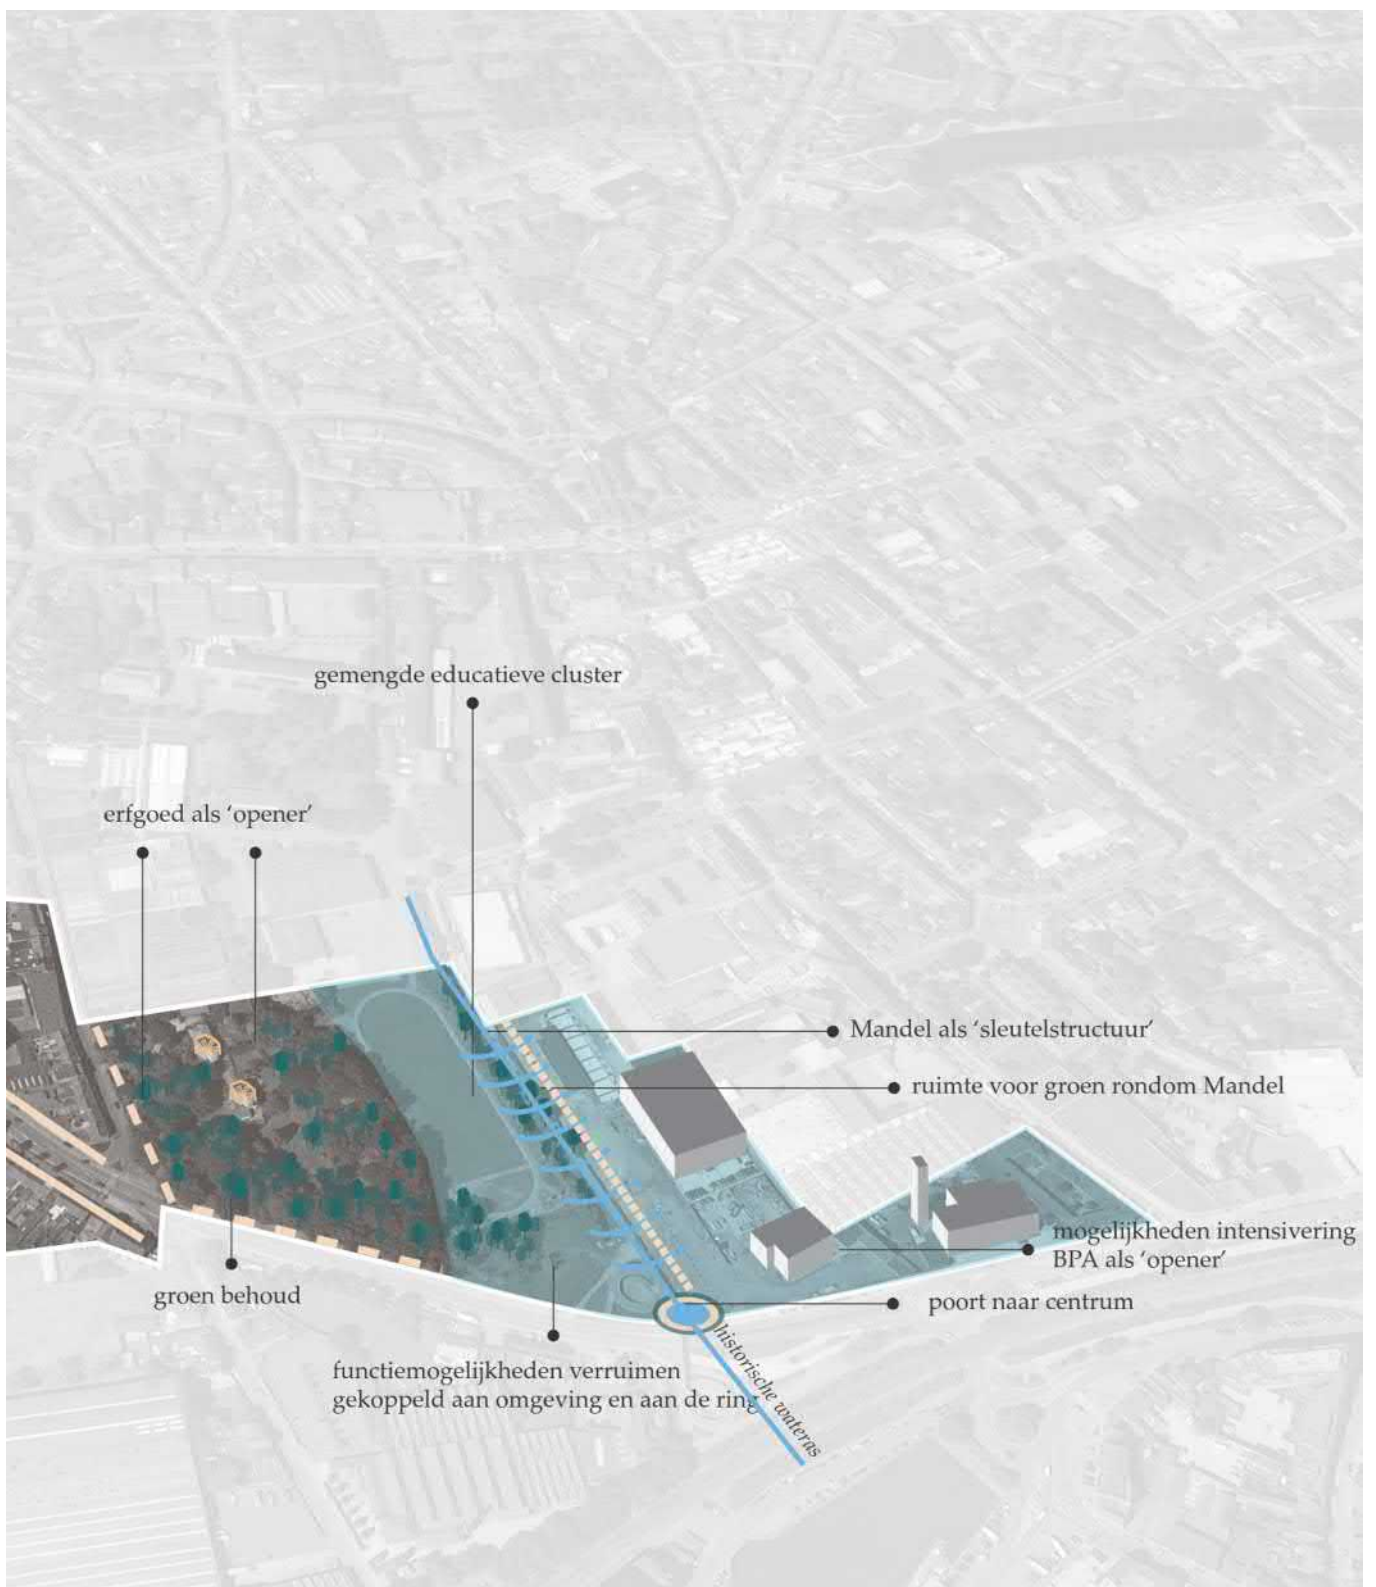 gemengde educatieve cluster
erfgoed als ‘opener’
Mandel als ‘sleutelstructuur’
ruimte voor groen rondom Mandel
mogelijkheden intensivering
BPA als ‘opener’
groen behoud
poort naar centrum
historische wateras
functiemogelijkheden verruimen
gekoppeld aan omgeving en aan de ring